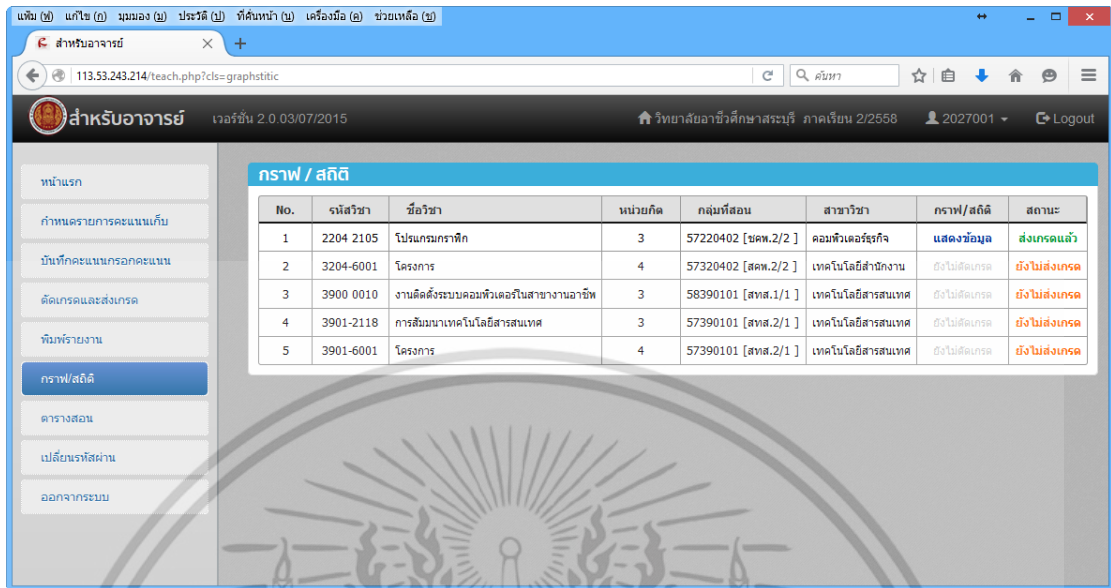 แฟ้ม (ฟ) แก้ไข (ก) มุมมอง (ม) ประวัติ (ป) ที่คั่นหน้า (น) เครื่องมือ (ค) ช่วยเหลือ (ช)
สำหรับอาจารย์
113.53.243.214/teach.php?cls=graphstitic ค้นหา
สำหรับอาจารย์ เวอร์ชั่น 2.0.03/07/2015 วิทยาลัยอาชีวศึกษาสระบุรี ภาคเรียน 2/2558 2027001 Logout
หน้าแรก
กำหนดรายการคะแนนเก็บ
บันทึกคะแนนกรอกคะแนน
ตัดเกรดและส่งเกรด
พิมพ์รายงาน
กราฟ/สถิติ
ตารางสอน
เปลี่ยนรหัสผ่าน
ออกจากระบบ
กราฟ / สถิติ
No. รหัสวิชา ชื่อวิชา หน่วยกิต กลุ่มที่สอน สาขาวิชา กราฟ/สถิติ สถานะ
1 2204 2105 โปรแกรมกราฟิก 3 57220402 [ชคพ.2/2 ] คอมพิวเตอร์ธุรกิจ แสดงข้อมูล ส่งเกรดแล้ว
2 3204-6001 โครงการ 4 57320402 [สคพ.2/2 ] เทคโนโลยีสำนักงาน ยังไม่ตัดเกรด ยังไม่ส่งเกรด
3 3900 0010 งานติดตั้งระบบคอมพิวเตอร์ในสาขางานอาชีพ 3 58390101 [สทส.1/1 ] เทคโนโลยีสารสนเทศ ยังไม่ตัดเกรด ยังไม่ส่งเกรด
4 3901-2118 การสัมมนาเทคโนโลยีสารสนเทศ 3 57390101 [สทส.2/1 ] เทคโนโลยีสารสนเทศ ยังไม่ตัดเกรด ยังไม่ส่งเกรด
5 3901-6001 โครงการ 4 57390101 [สทส.2/1 ] เทคโนโลยีสารสนเทศ ยังไม่ตัดเกรด ยังไม่ส่งเกรด